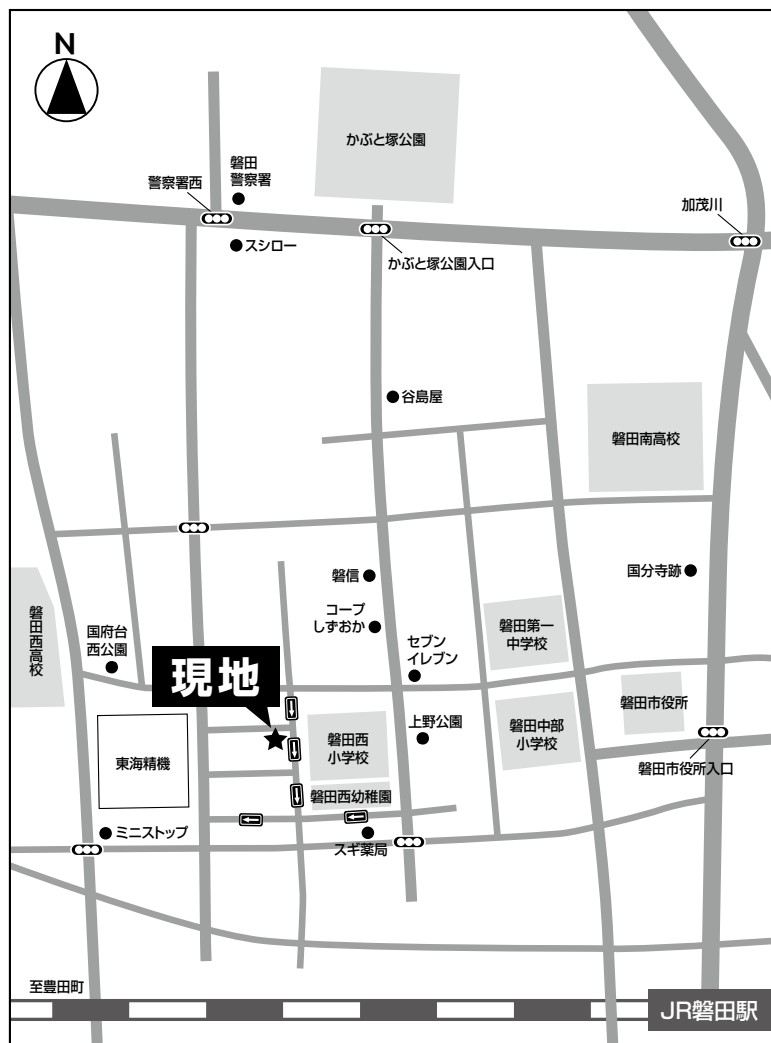 N
かぶと塚公園
磐田
警察署
警察署西
加茂川
スシロー
かぶと塚公園入口
谷島屋
磐田南高校
磐信
国分寺跡
コープ
しずおか
磐田第一
中学校
磐田西高校
国府台
西公園
セブン
イレブン
現地
磐田市役所
上野公園
磐田中部
小学校
磐田西
小学校
東海精機
磐田市役所入口
磐田西幼稚園
ミニストップ
スギ薬局
至豊田町
JR磐田駅